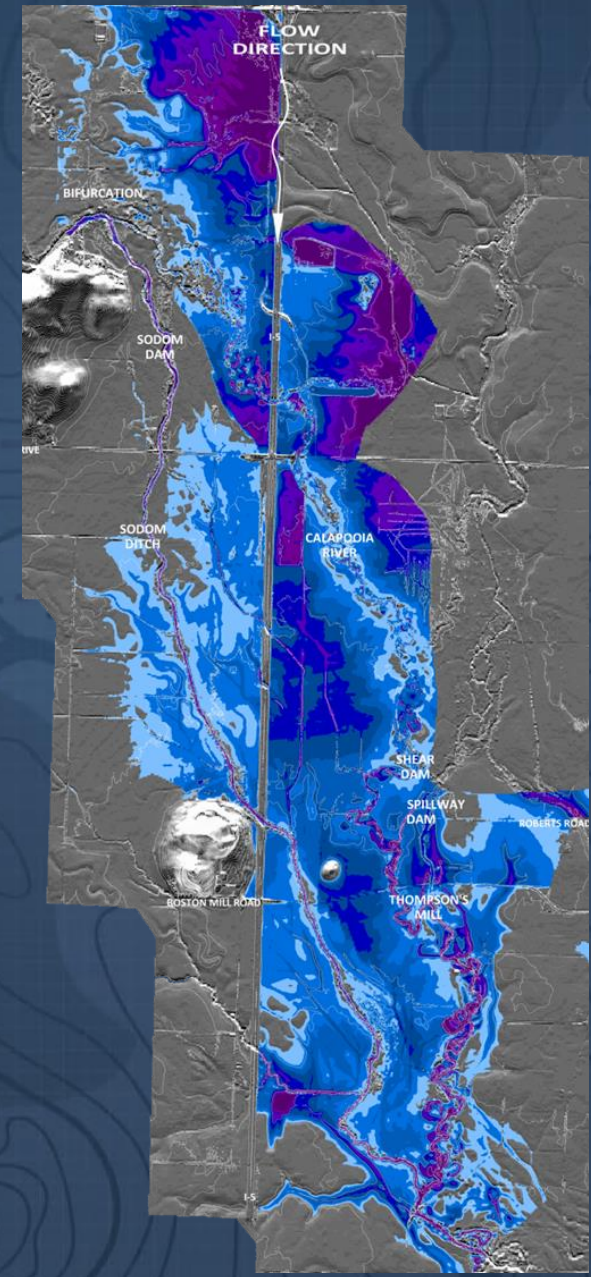 FLOW
DIRECTION
BIFURCATION
I-5
SODOM
DAM
RIVE
SODOM
DITCH
CALAPOOIA
RIVER
SHEAR
DAM
SPILLWAY
DAM
ROBERTS ROAD
BOSTON MILL ROAD
THOMPSON'S
MILL
I-5